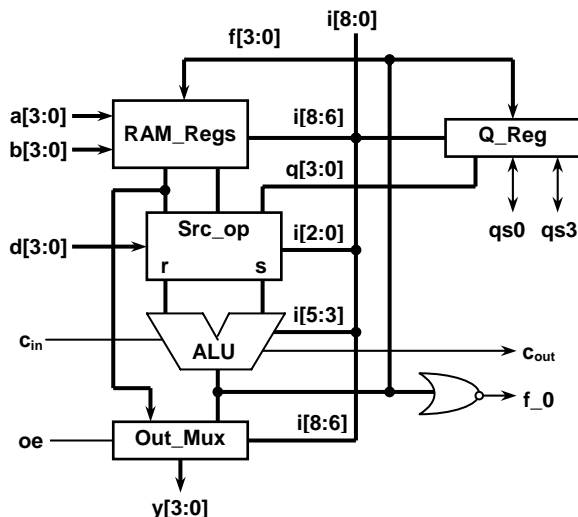 i[8:0]
f[3:0]
a[3:0]
RAM_Regs
i[8:6]
Q_Reg
b[3:0]
q[3:0]
Src_op
qs0 qs3
d[3:0]
i[2:0]
r s
i[5:3]
cin
ALU
cout
f_0
i[8:6]
oe
Out_Mux
y[3:0]